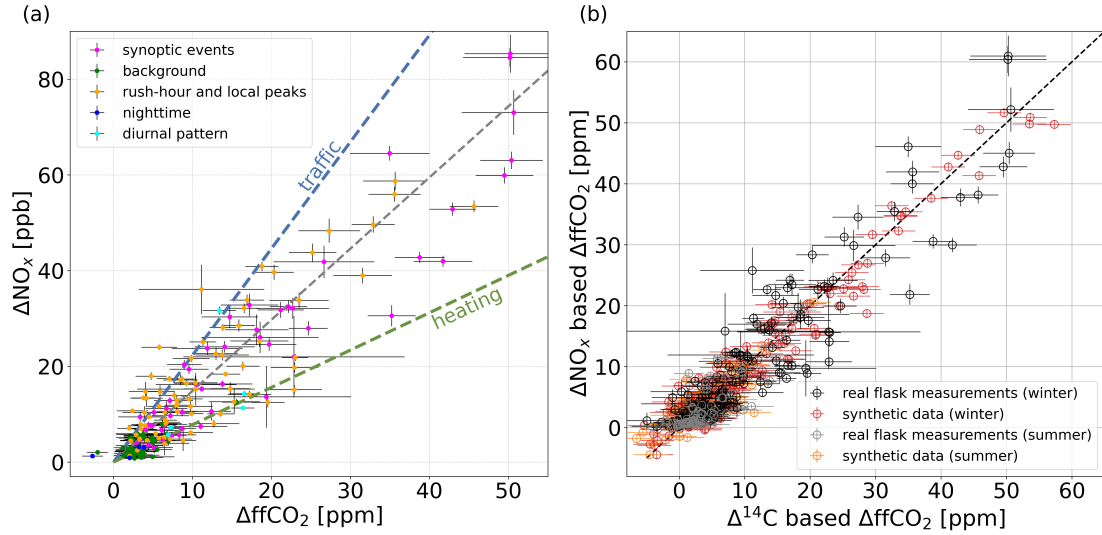 (a)
synoptic events
background
rush-hour and local peaks
nighttime
diurnal pattern
traffic
heating
80
60
40
20
0
ΔNOₓ [ppb]
0
10
20
30
40
50
ΔffCO₂ [ppm]
(b)
60
50
40
30
20
10
0
ΔNOₓ based ΔffCO₂ [ppm]
real flask measurements (winter)
synthetic data (winter)
real flask measurements (summer)
synthetic data (summer)
0
10
20
30
40
50
60
Δ¹⁴C based ΔffCO₂ [ppm]